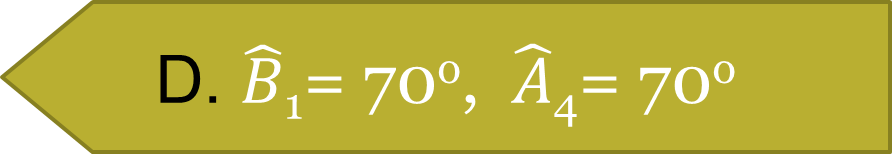 D. B̂₁= 70⁰, Â₄= 70⁰